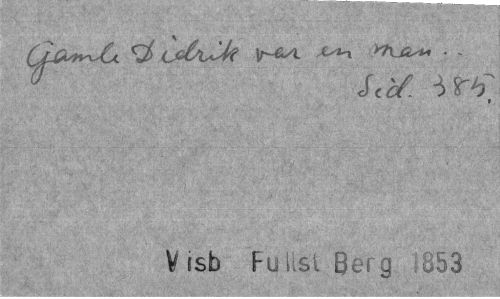 Gamle Didrik var en man..
Sid. 385.
Visb Fullst Berg 1853